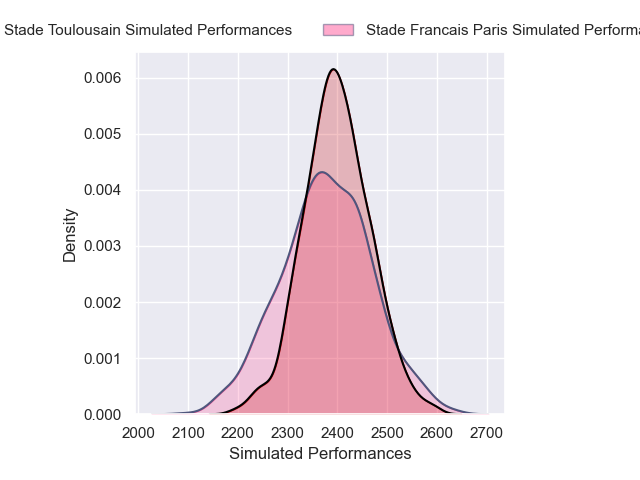 Stade Toulousain Simulated Performances Stade Francais Paris Simulated
0.006
0.005
0.004
0.003
0.002
0.001
0.000
Density
2000 2100 2200 2300 2400 2500 2600 2700
Simulated Performances